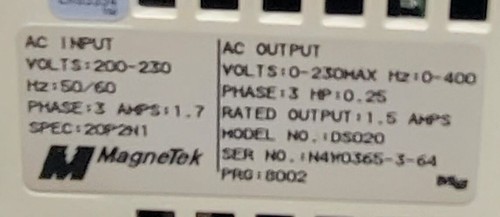 AC INPUT
VOLTS:200-230
Hz:50/60
PHASE:3 AMPS:1.7
SPEC:20P2N1
MagneTek
AC OUTPUT
VOLTS:0-230MAX Hz:0-400
PHASE:3 HP:0.25
RATED OUTPUT:1.5 AMPS
MODEL NO.:DS020
SER NO.:N4Y0365-3-64
PRG:8002